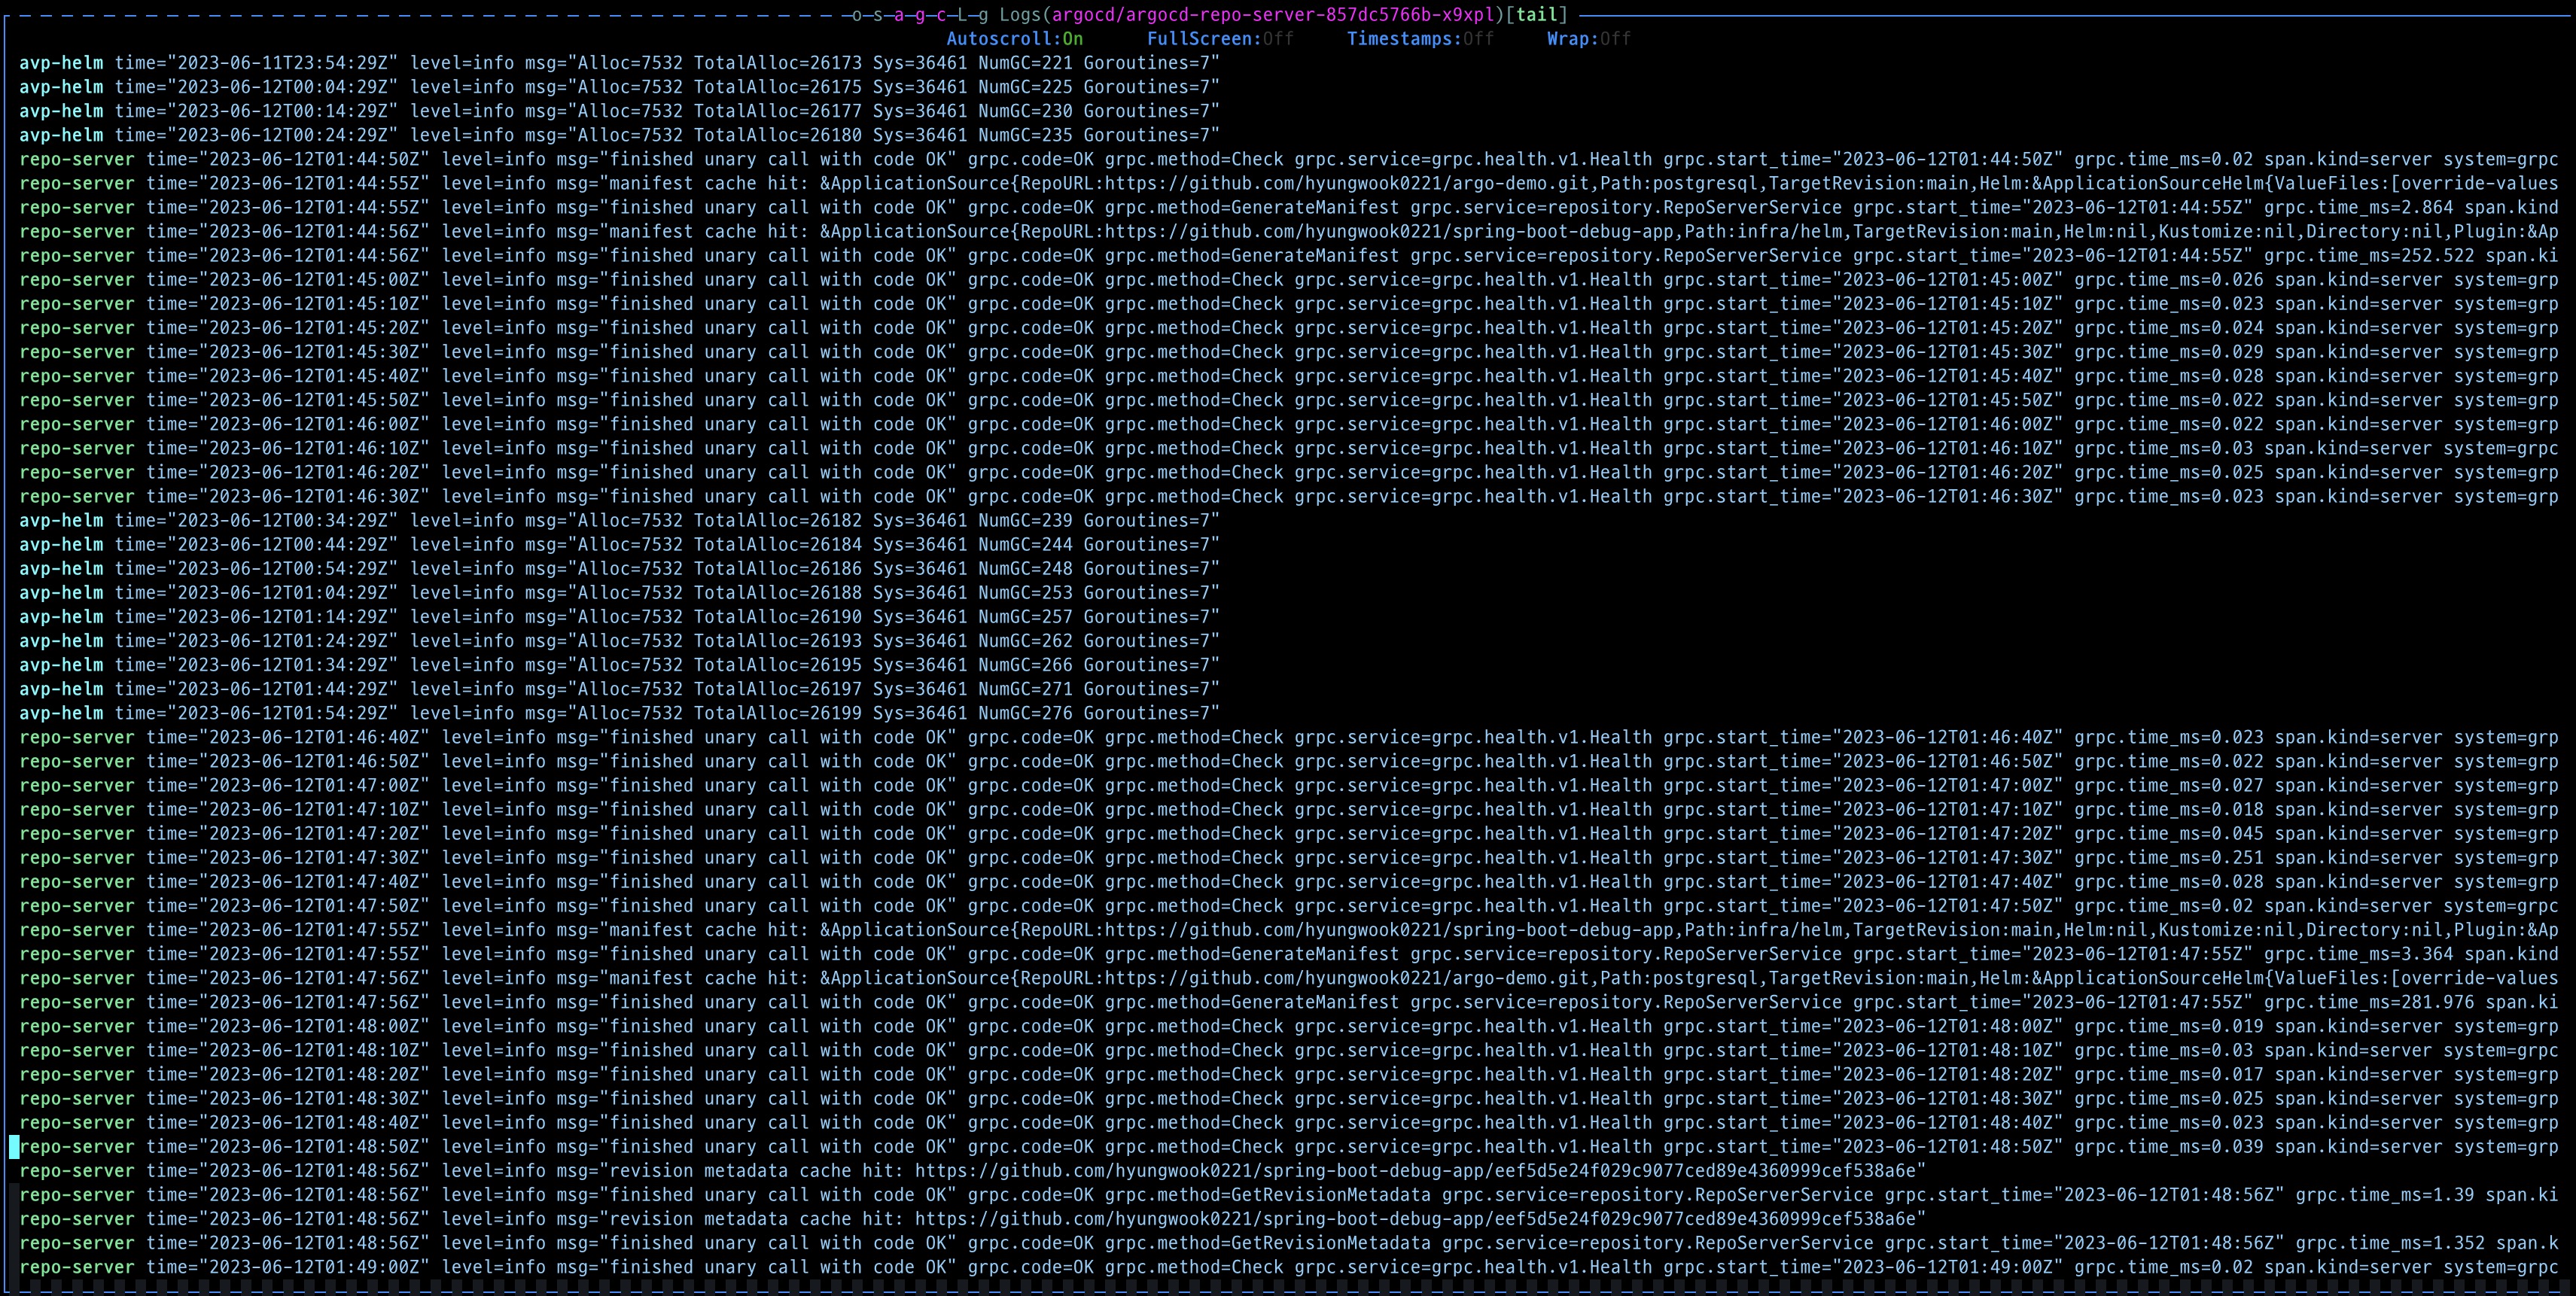 o s a g c L g Logs(argocd/argocd-repo-server-857dc5766b-x9xpl)[tail]
Autoscroll:On FullScreen:Off Timestamps:Off Wrap:Off
avp-helm time="2023-06-11T23:54:29Z" level=info msg="Alloc=7532 TotalAlloc=26173 Sys=36461 NumGC=221 Goroutines=7"
avp-helm time="2023-06-12T00:04:29Z" level=info msg="Alloc=7532 TotalAlloc=26175 Sys=36461 NumGC=225 Goroutines=7"
avp-helm time="2023-06-12T00:14:29Z" level=info msg="Alloc=7532 TotalAlloc=26177 Sys=36461 NumGC=230 Goroutines=7"
avp-helm time="2023-06-12T00:24:29Z" level=info msg="Alloc=7532 TotalAlloc=26180 Sys=36461 NumGC=235 Goroutines=7"
repo-server time="2023-06-12T01:44:50Z" level=info msg="finished unary call with code OK" grpc.code=OK grpc.method=Check grpc.service=grpc.health.v1.Health grpc.start_time="2023-06-12T01:44:50Z" grpc.time_ms=0.02 span.kind=server system=grpc
repo-server time="2023-06-12T01:44:55Z" level=info msg="manifest cache hit: &ApplicationSource{RepoURL:https://github.com/hyungwook0221/argo-demo.git,Path:postgresql,TargetRevision:main,Helm:&ApplicationSourceHelm{ValueFiles:[override-values
repo-server time="2023-06-12T01:44:55Z" level=info msg="finished unary call with code OK" grpc.code=OK grpc.method=GenerateManifest grpc.service=repository.RepoServerService grpc.start_time="2023-06-12T01:44:55Z" grpc.time_ms=2.864 span.kind
repo-server time="2023-06-12T01:44:56Z" level=info msg="manifest cache hit: &ApplicationSource{RepoURL:https://github.com/hyungwook0221/spring-boot-debug-app,Path:infra/helm,TargetRevision:main,Helm:nil,Kustomize:nil,Directory:nil,Plugin:&Ap
repo-server time="2023-06-12T01:44:56Z" level=info msg="finished unary call with code OK" grpc.code=OK grpc.method=GenerateManifest grpc.service=repository.RepoServerService grpc.start_time="2023-06-12T01:44:55Z" grpc.time_ms=252.522 span.ki
repo-server time="2023-06-12T01:45:00Z" level=info msg="finished unary call with code OK" grpc.code=OK grpc.method=Check grpc.service=grpc.health.v1.Health grpc.start_time="2023-06-12T01:45:00Z" grpc.time_ms=0.026 span.kind=server system=grp
repo-server time="2023-06-12T01:45:10Z" level=info msg="finished unary call with code OK" grpc.code=OK grpc.method=Check grpc.service=grpc.health.v1.Health grpc.start_time="2023-06-12T01:45:10Z" grpc.time_ms=0.023 span.kind=server system=grp
repo-server time="2023-06-12T01:45:20Z" level=info msg="finished unary call with code OK" grpc.code=OK grpc.method=Check grpc.service=grpc.health.v1.Health grpc.start_time="2023-06-12T01:45:20Z" grpc.time_ms=0.024 span.kind=server system=grp
repo-server time="2023-06-12T01:45:30Z" level=info msg="finished unary call with code OK" grpc.code=OK grpc.method=Check grpc.service=grpc.health.v1.Health grpc.start_time="2023-06-12T01:45:30Z" grpc.time_ms=0.029 span.kind=server system=grp
repo-server time="2023-06-12T01:45:40Z" level=info msg="finished unary call with code OK" grpc.code=OK grpc.method=Check grpc.service=grpc.health.v1.Health grpc.start_time="2023-06-12T01:45:40Z" grpc.time_ms=0.028 span.kind=server system=grp
repo-server time="2023-06-12T01:45:50Z" level=info msg="finished unary call with code OK" grpc.code=OK grpc.method=Check grpc.service=grpc.health.v1.Health grpc.start_time="2023-06-12T01:45:50Z" grpc.time_ms=0.022 span.kind=server system=grp
repo-server time="2023-06-12T01:46:00Z" level=info msg="finished unary call with code OK" grpc.code=OK grpc.method=Check grpc.service=grpc.health.v1.Health grpc.start_time="2023-06-12T01:46:00Z" grpc.time_ms=0.022 span.kind=server system=grp
repo-server time="2023-06-12T01:46:10Z" level=info msg="finished unary call with code OK" grpc.code=OK grpc.method=Check grpc.service=grpc.health.v1.Health grpc.start_time="2023-06-12T01:46:10Z" grpc.time_ms=0.03 span.kind=server system=grpc
repo-server time="2023-06-12T01:46:20Z" level=info msg="finished unary call with code OK" grpc.code=OK grpc.method=Check grpc.service=grpc.health.v1.Health grpc.start_time="2023-06-12T01:46:20Z" grpc.time_ms=0.025 span.kind=server system=grp
repo-server time="2023-06-12T01:46:30Z" level=info msg="finished unary call with code OK" grpc.code=OK grpc.method=Check grpc.service=grpc.health.v1.Health grpc.start_time="2023-06-12T01:46:30Z" grpc.time_ms=0.023 span.kind=server system=grp
avp-helm time="2023-06-12T00:34:29Z" level=info msg="Alloc=7532 TotalAlloc=26182 Sys=36461 NumGC=239 Goroutines=7"
avp-helm time="2023-06-12T00:44:29Z" level=info msg="Alloc=7532 TotalAlloc=26184 Sys=36461 NumGC=244 Goroutines=7"
avp-helm time="2023-06-12T00:54:29Z" level=info msg="Alloc=7532 TotalAlloc=26186 Sys=36461 NumGC=248 Goroutines=7"
avp-helm time="2023-06-12T01:04:29Z" level=info msg="Alloc=7532 TotalAlloc=26188 Sys=36461 NumGC=253 Goroutines=7"
avp-helm time="2023-06-12T01:14:29Z" level=info msg="Alloc=7532 TotalAlloc=26190 Sys=36461 NumGC=257 Goroutines=7"
avp-helm time="2023-06-12T01:24:29Z" level=info msg="Alloc=7532 TotalAlloc=26193 Sys=36461 NumGC=262 Goroutines=7"
avp-helm time="2023-06-12T01:34:29Z" level=info msg="Alloc=7532 TotalAlloc=26195 Sys=36461 NumGC=266 Goroutines=7"
avp-helm time="2023-06-12T01:44:29Z" level=info msg="Alloc=7532 TotalAlloc=26197 Sys=36461 NumGC=271 Goroutines=7"
avp-helm time="2023-06-12T01:54:29Z" level=info msg="Alloc=7532 TotalAlloc=26199 Sys=36461 NumGC=276 Goroutines=7"
repo-server time="2023-06-12T01:46:40Z" level=info msg="finished unary call with code OK" grpc.code=OK grpc.method=Check grpc.service=grpc.health.v1.Health grpc.start_time="2023-06-12T01:46:40Z" grpc.time_ms=0.023 span.kind=server system=grp
repo-server time="2023-06-12T01:46:50Z" level=info msg="finished unary call with code OK" grpc.code=OK grpc.method=Check grpc.service=grpc.health.v1.Health grpc.start_time="2023-06-12T01:46:50Z" grpc.time_ms=0.022 span.kind=server system=grp
repo-server time="2023-06-12T01:47:00Z" level=info msg="finished unary call with code OK" grpc.code=OK grpc.method=Check grpc.service=grpc.health.v1.Health grpc.start_time="2023-06-12T01:47:00Z" grpc.time_ms=0.027 span.kind=server system=grp
repo-server time="2023-06-12T01:47:10Z" level=info msg="finished unary call with code OK" grpc.code=OK grpc.method=Check grpc.service=grpc.health.v1.Health grpc.start_time="2023-06-12T01:47:10Z" grpc.time_ms=0.018 span.kind=server system=grp
repo-server time="2023-06-12T01:47:20Z" level=info msg="finished unary call with code OK" grpc.code=OK grpc.method=Check grpc.service=grpc.health.v1.Health grpc.start_time="2023-06-12T01:47:20Z" grpc.time_ms=0.045 span.kind=server system=grp
repo-server time="2023-06-12T01:47:30Z" level=info msg="finished unary call with code OK" grpc.code=OK grpc.method=Check grpc.service=grpc.health.v1.Health grpc.start_time="2023-06-12T01:47:30Z" grpc.time_ms=0.251 span.kind=server system=grp
repo-server time="2023-06-12T01:47:40Z" level=info msg="finished unary call with code OK" grpc.code=OK grpc.method=Check grpc.service=grpc.health.v1.Health grpc.start_time="2023-06-12T01:47:40Z" grpc.time_ms=0.028 span.kind=server system=grp
repo-server time="2023-06-12T01:47:50Z" level=info msg="finished unary call with code OK" grpc.code=OK grpc.method=Check grpc.service=grpc.health.v1.Health grpc.start_time="2023-06-12T01:47:50Z" grpc.time_ms=0.02 span.kind=server system=grpc
repo-server time="2023-06-12T01:47:55Z" level=info msg="manifest cache hit: &ApplicationSource{RepoURL:https://github.com/hyungwook0221/spring-boot-debug-app,Path:infra/helm,TargetRevision:main,Helm:nil,Kustomize:nil,Directory:nil,Plugin:&Ap
repo-server time="2023-06-12T01:47:55Z" level=info msg="finished unary call with code OK" grpc.code=OK grpc.method=GenerateManifest grpc.service=repository.RepoServerService grpc.start_time="2023-06-12T01:47:55Z" grpc.time_ms=3.364 span.kind
repo-server time="2023-06-12T01:47:56Z" level=info msg="manifest cache hit: &ApplicationSource{RepoURL:https://github.com/hyungwook0221/argo-demo.git,Path:postgresql,TargetRevision:main,Helm:&ApplicationSourceHelm{ValueFiles:[override-values
repo-server time="2023-06-12T01:47:56Z" level=info msg="finished unary call with code OK" grpc.code=OK grpc.method=GenerateManifest grpc.service=repository.RepoServerService grpc.start_time="2023-06-12T01:47:55Z" grpc.time_ms=281.976 span.ki
repo-server time="2023-06-12T01:48:00Z" level=info msg="finished unary call with code OK" grpc.code=OK grpc.method=Check grpc.service=grpc.health.v1.Health grpc.start_time="2023-06-12T01:48:00Z" grpc.time_ms=0.019 span.kind=server system=grp
repo-server time="2023-06-12T01:48:10Z" level=info msg="finished unary call with code OK" grpc.code=OK grpc.method=Check grpc.service=grpc.health.v1.Health grpc.start_time="2023-06-12T01:48:10Z" grpc.time_ms=0.03 span.kind=server system=grpc
repo-server time="2023-06-12T01:48:20Z" level=info msg="finished unary call with code OK" grpc.code=OK grpc.method=Check grpc.service=grpc.health.v1.Health grpc.start_time="2023-06-12T01:48:20Z" grpc.time_ms=0.017 span.kind=server system=grp
repo-server time="2023-06-12T01:48:30Z" level=info msg="finished unary call with code OK" grpc.code=OK grpc.method=Check grpc.service=grpc.health.v1.Health grpc.start_time="2023-06-12T01:48:30Z" grpc.time_ms=0.025 span.kind=server system=grp
repo-server time="2023-06-12T01:48:40Z" level=info msg="finished unary call with code OK" grpc.code=OK grpc.method=Check grpc.service=grpc.health.v1.Health grpc.start_time="2023-06-12T01:48:40Z" grpc.time_ms=0.023 span.kind=server system=grp
repo-server time="2023-06-12T01:48:50Z" level=info msg="finished unary call with code OK" grpc.code=OK grpc.method=Check grpc.service=grpc.health.v1.Health grpc.start_time="2023-06-12T01:48:50Z" grpc.time_ms=0.039 span.kind=server system=grp
repo-server time="2023-06-12T01:48:56Z" level=info msg="revision metadata cache hit: https://github.com/hyungwook0221/spring-boot-debug-app/eef5d5e24f029c9077ced89e4360999cef538a6e"
repo-server time="2023-06-12T01:48:56Z" level=info msg="finished unary call with code OK" grpc.code=OK grpc.method=GetRevisionMetadata grpc.service=repository.RepoServerService grpc.start_time="2023-06-12T01:48:56Z" grpc.time_ms=1.39 span.ki
repo-server time="2023-06-12T01:48:56Z" level=info msg="revision metadata cache hit: https://github.com/hyungwook0221/spring-boot-debug-app/eef5d5e24f029c9077ced89e4360999cef538a6e"
repo-server time="2023-06-12T01:48:56Z" level=info msg="finished unary call with code OK" grpc.code=OK grpc.method=GetRevisionMetadata grpc.service=repository.RepoServerService grpc.start_time="2023-06-12T01:48:56Z" grpc.time_ms=1.352 span.k
repo-server time="2023-06-12T01:49:00Z" level=info msg="finished unary call with code OK" grpc.code=OK grpc.method=Check grpc.service=grpc.health.v1.Health grpc.start_time="2023-06-12T01:49:00Z" grpc.time_ms=0.02 span.kind=server system=grpc